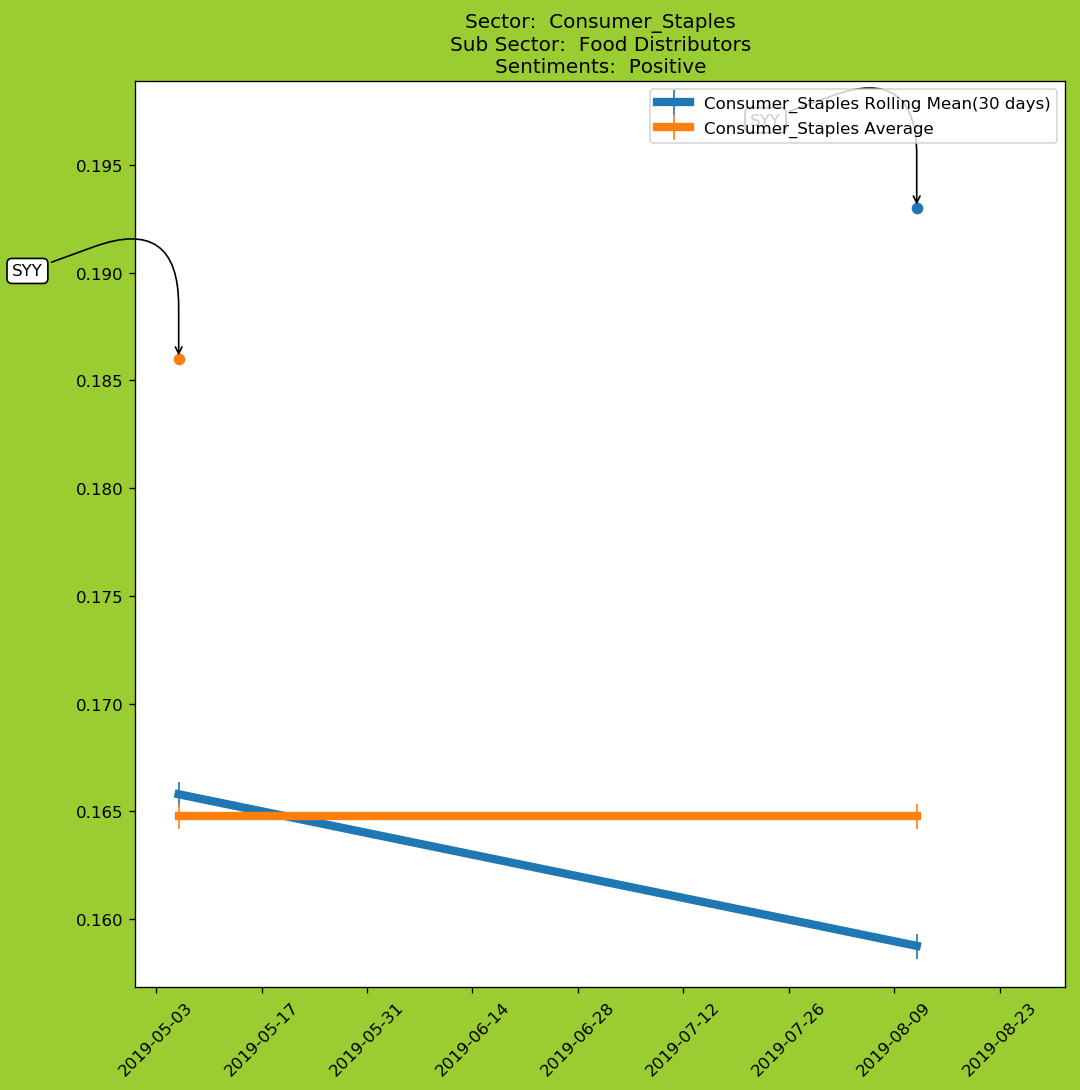 Sector:  Consumer_Staples
Sub Sector:  Food Distributors
Sentiments:  Positive
Consumer_Staples Rolling Mean(30 days)
Consumer_Staples Average
SYY
SYY
0.195
0.190
0.185
0.180
0.175
0.170
0.165
0.160
2019-05-03
2019-05-17
2019-05-31
2019-06-14
2019-06-28
2019-07-12
2019-07-26
2019-08-09
2019-08-23